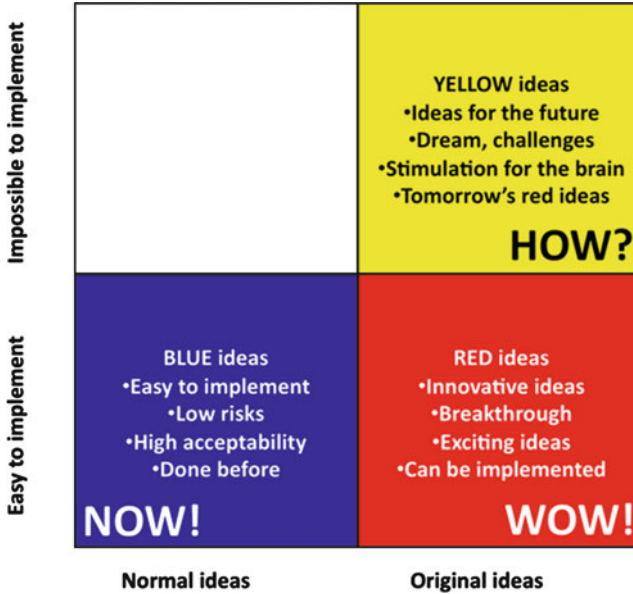 Impossible to implement
YELLOW ideas
•Ideas for the future
•Dream, challenges
•Stimulation for the brain
•Tomorrow's red ideas
HOW?
Easy to implement
BLUE ideas
•Easy to implement
•Low risks
•High acceptability
•Done before
NOW!
RED ideas
•Innovative ideas
•Breakthrough
•Exciting ideas
•Can be implemented
WOW!
Normal ideas
Original ideas